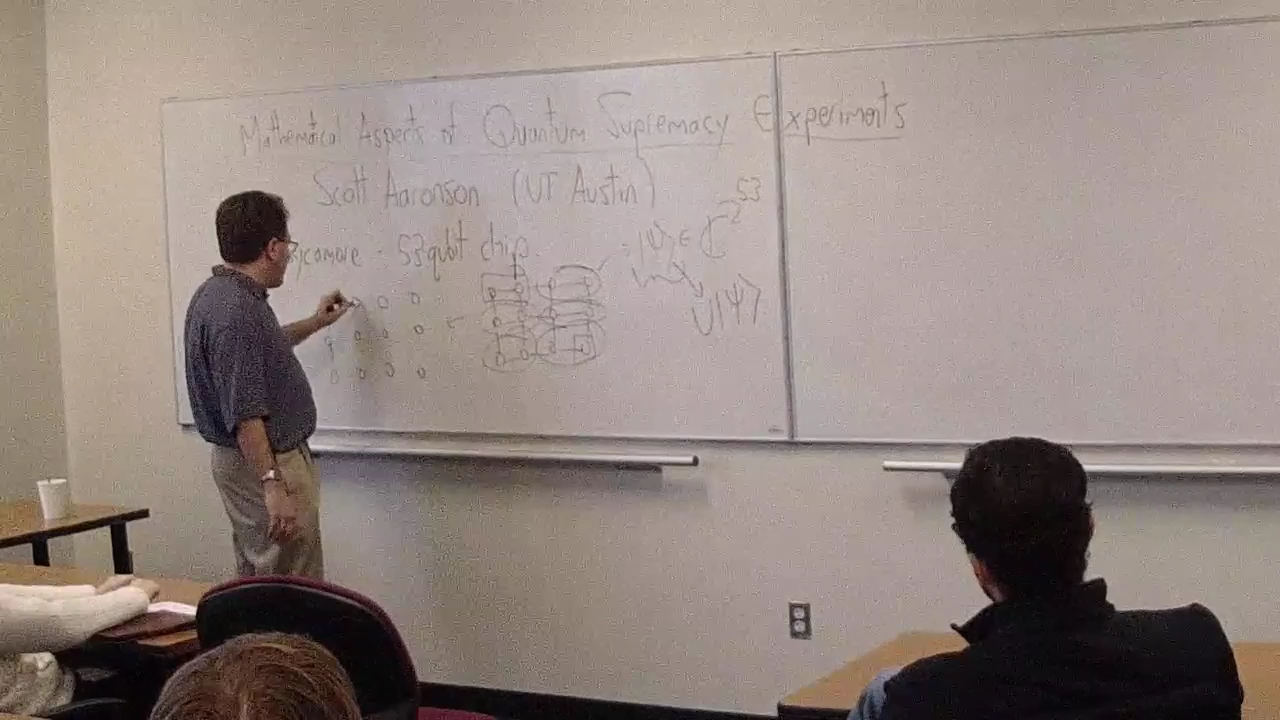 Mathematical Aspects of Quantum Supremacy Experiments
Scott Aaronson (UT Austin)
Sycamore - 53 qubit chip
|ψ⟩ ∈ ℂ^2^53
U|ψ⟩